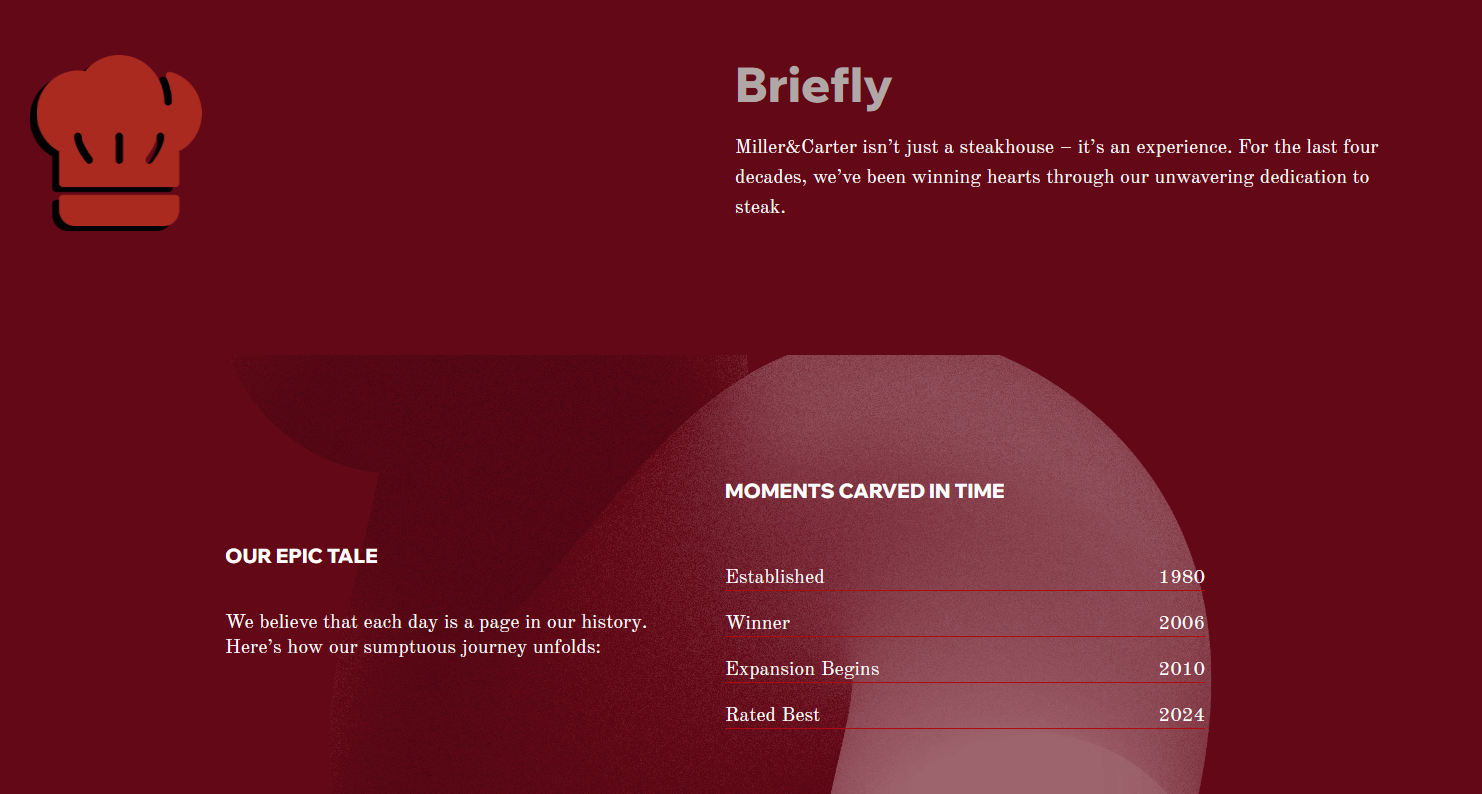 Briefly
Miller&Carter isn’t just a steakhouse – it’s an experience. For the last four
decades, we’ve been winning hearts through our unwavering dedication to
steak.
OUR EPIC TALE
We believe that each day is a page in our history.
Here’s how our sumptuous journey unfolds:
MOMENTS CARVED IN TIME
Established 1980
Winner 2006
Expansion Begins 2010
Rated Best 2024